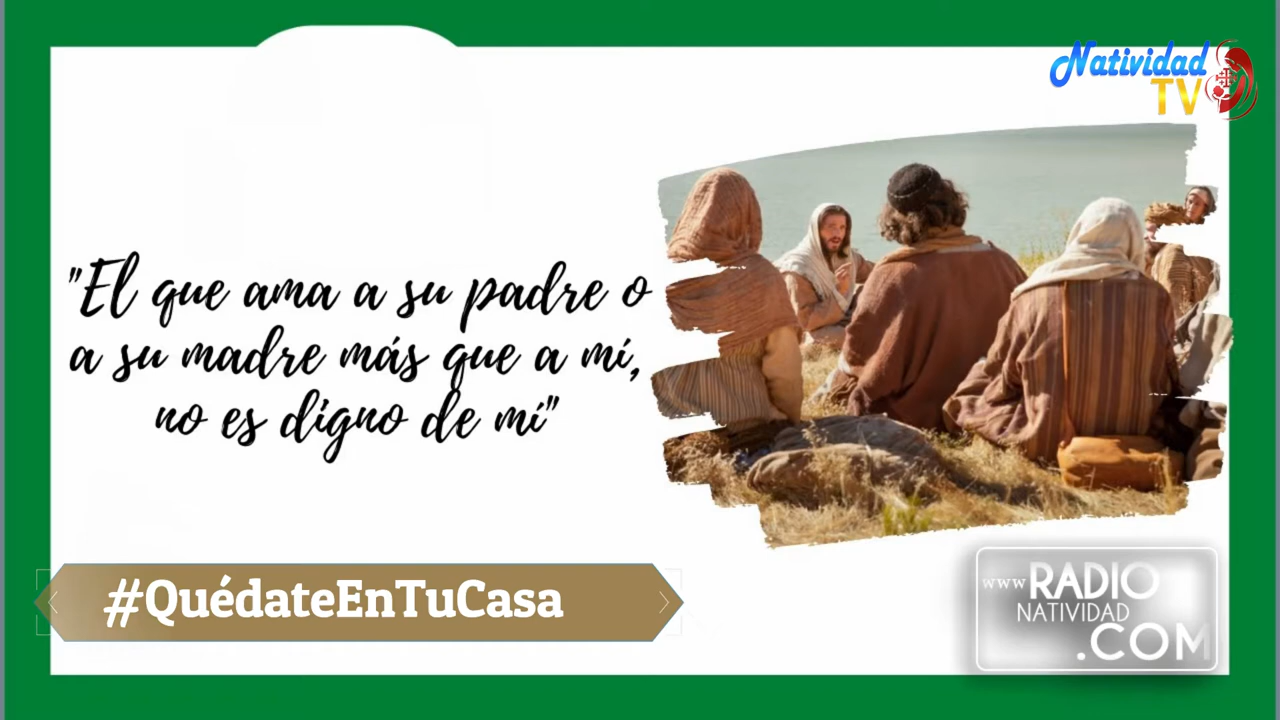 Natividad
TV
"El que ama a su padre o
a su madre más que a mí,
no es digno de mí"
#QuédateEnTuCasa
www RADIO
NATIVIDAD
.COM